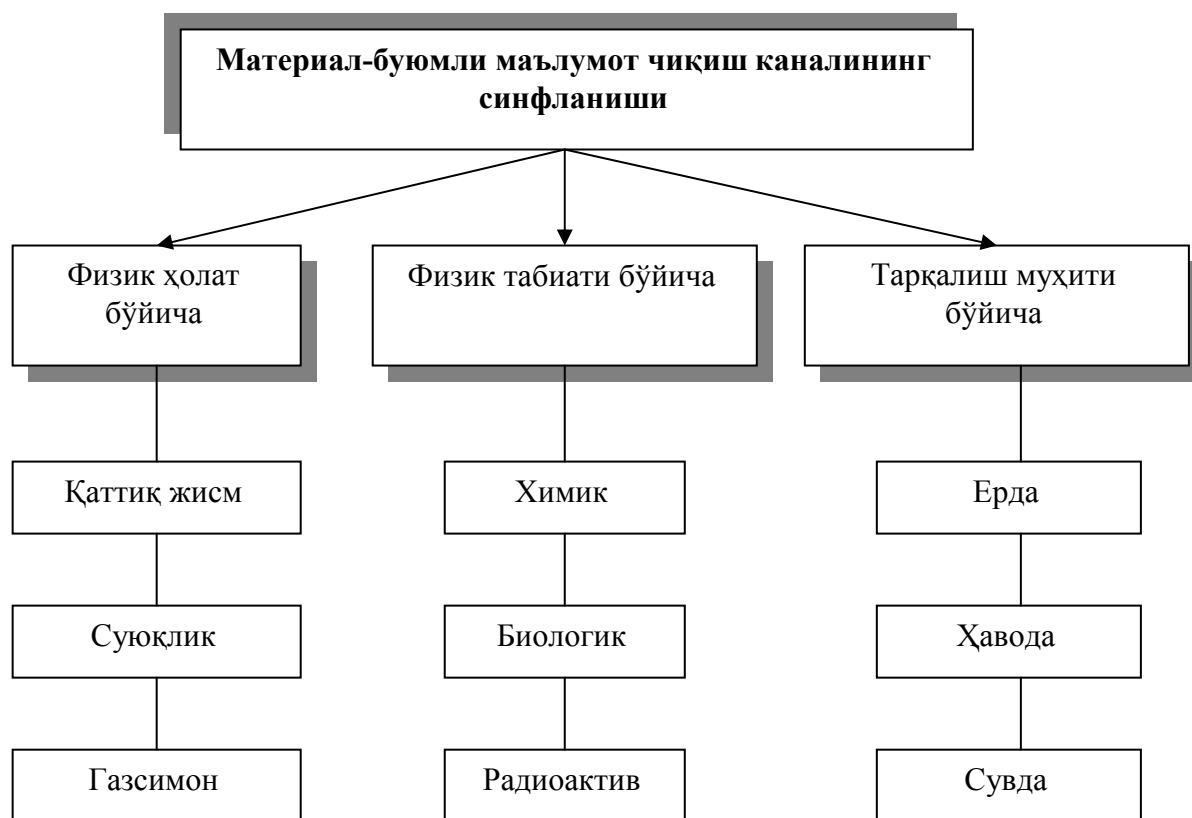 Материал-буюмли маълумот чиқиш каналининг
синфланиши
Физик ҳолат
бўйича
Физик табиати бўйича
Тарқалиш муҳити
бўйича
Қаттиқ жисм
Химик
Ерда
Суюқлик
Биологик
Ҳавода
Газсимон
Радиоактив
Сувда